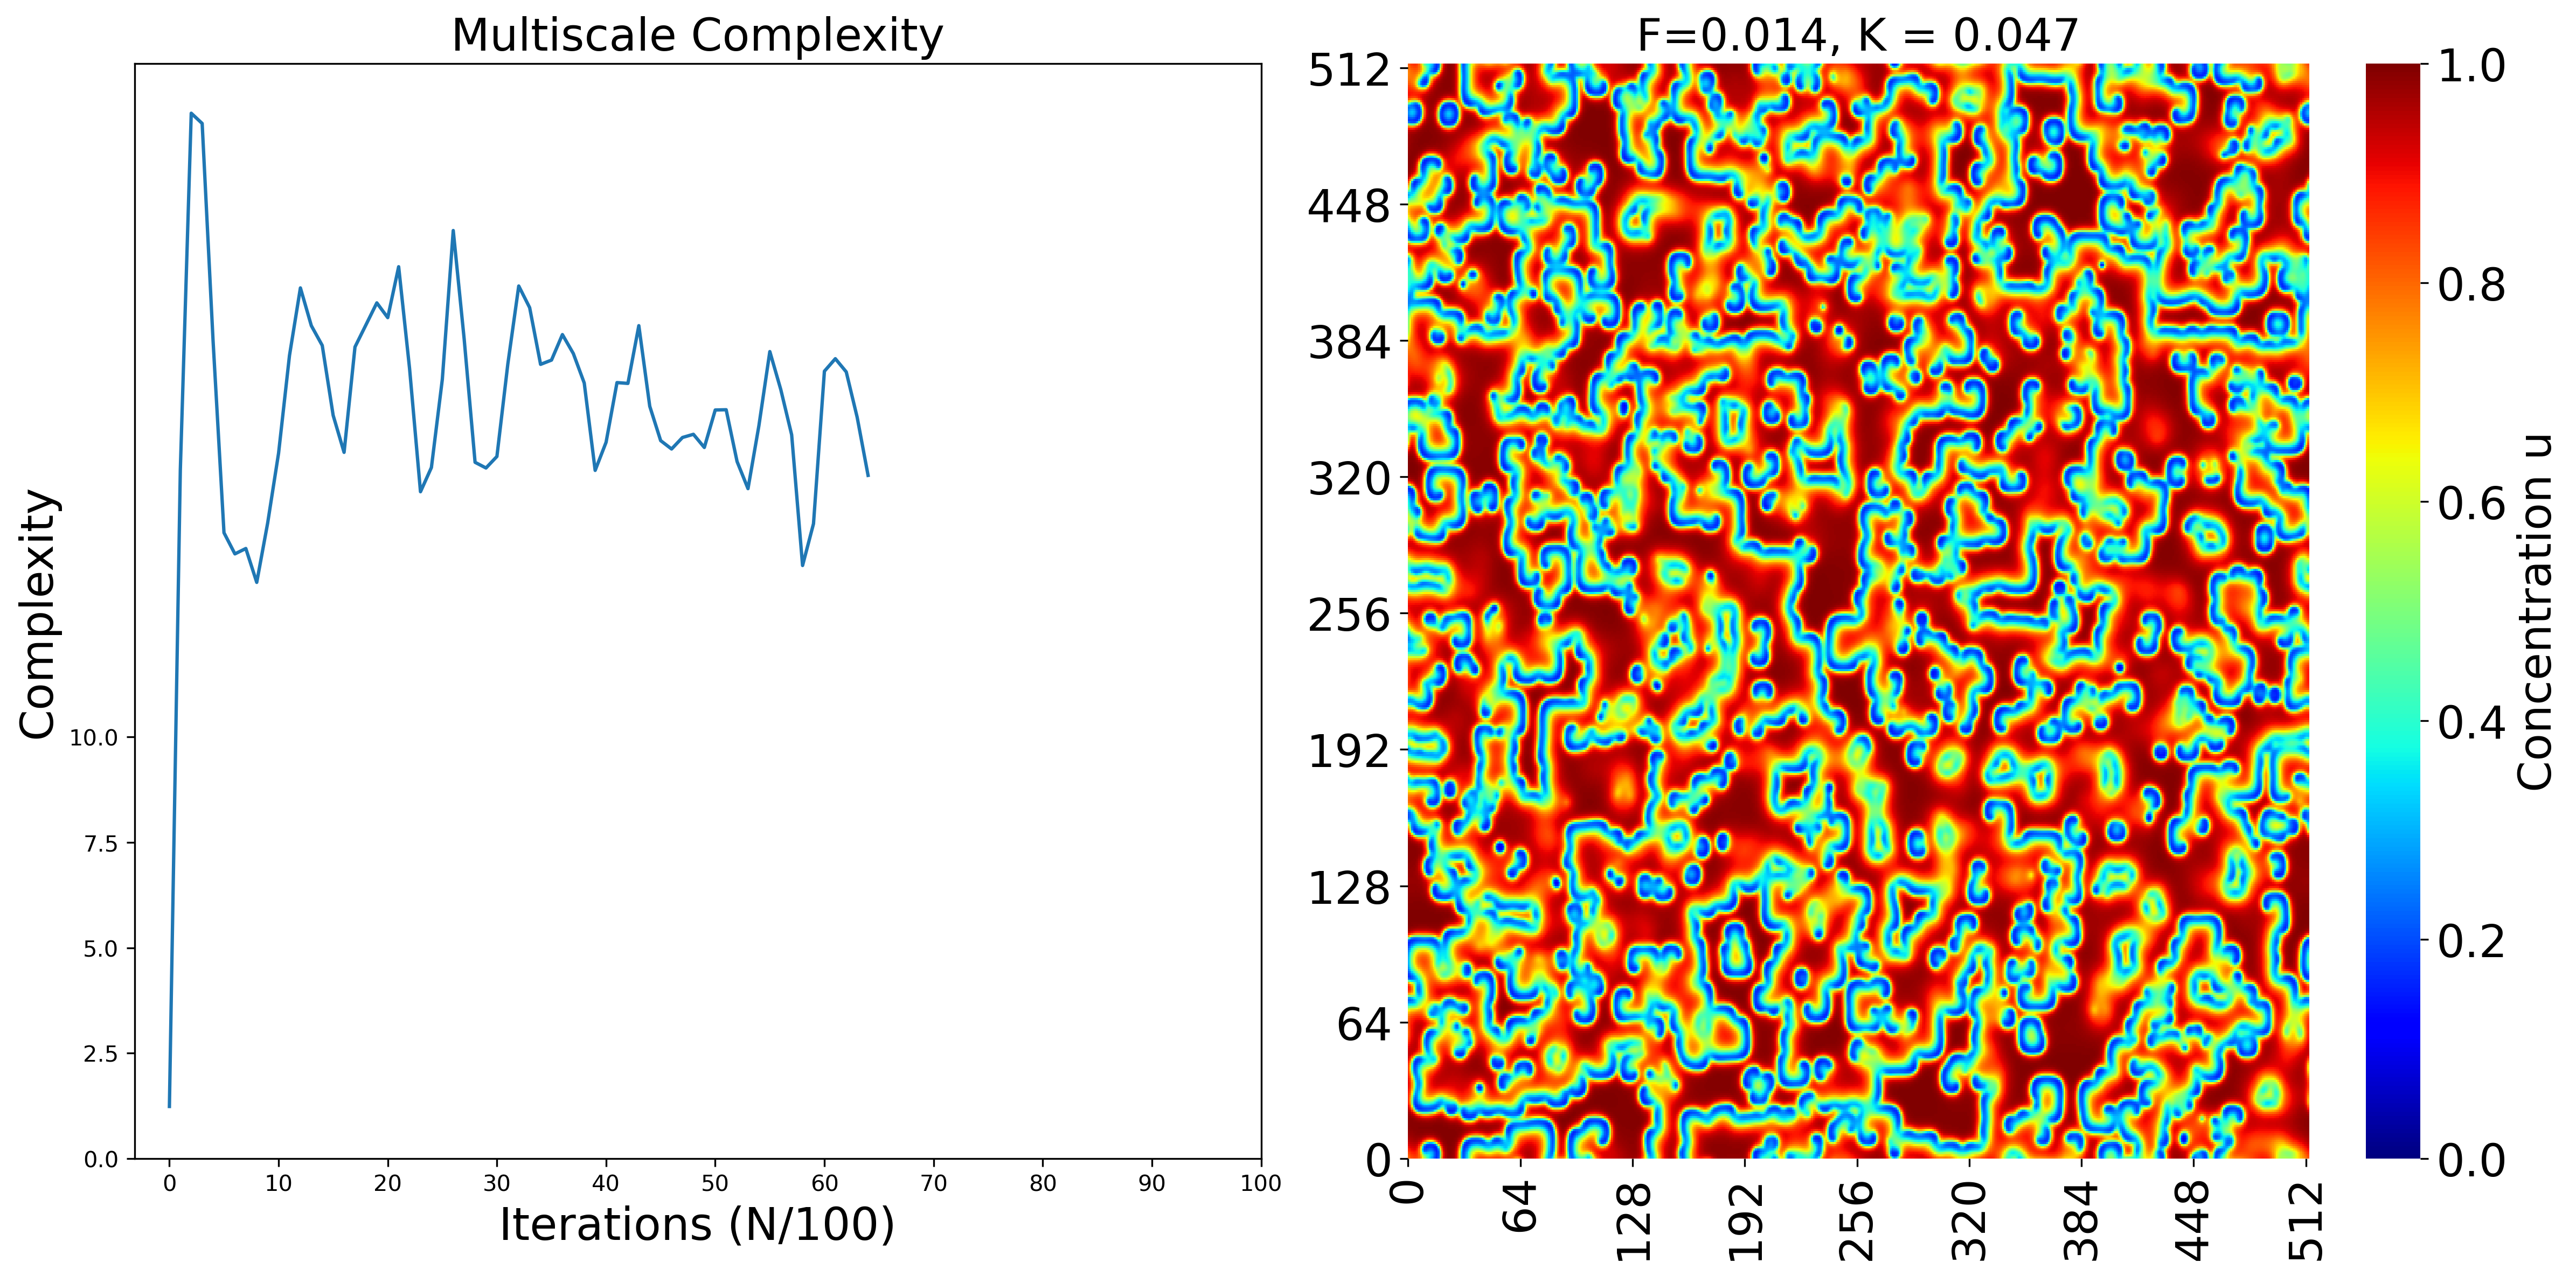 Multiscale Complexity
Complexity
10.0
7.5
5.0
2.5
0.0
0 10 20 30 40 50 60 70 80 90 100
Iterations (N/100)
F=0.014, K = 0.047
512
448
384
320
256
192
128
64
0
0 64 128 192 256 320 384 448 512
1.0
0.8
0.6
0.4
0.2
0.0
Concentration u